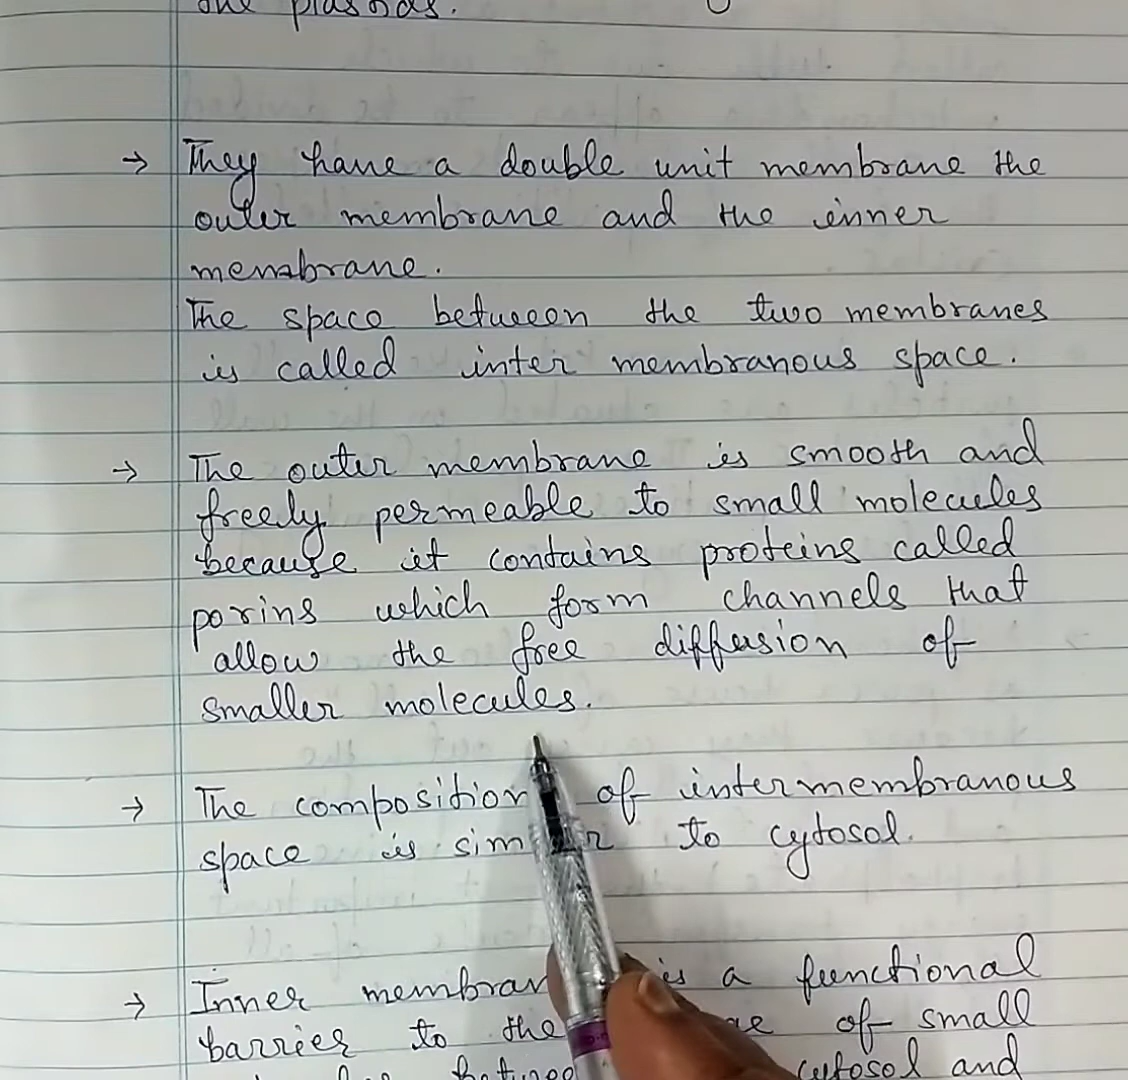 → They have a double unit membrane the
outer membrane and the inner
membrane.
The space between the two membranes
is called inter membranous space.
→ The outer membrane is smooth and
freely permeable to small molecules
because it contains proteins called
porins which form channels that
allow the free diffusion of
smaller molecules.
→ The composition of intermembranous
space is to cytosol.
→ Inner is a functional
barrier to the of small
cytosol and